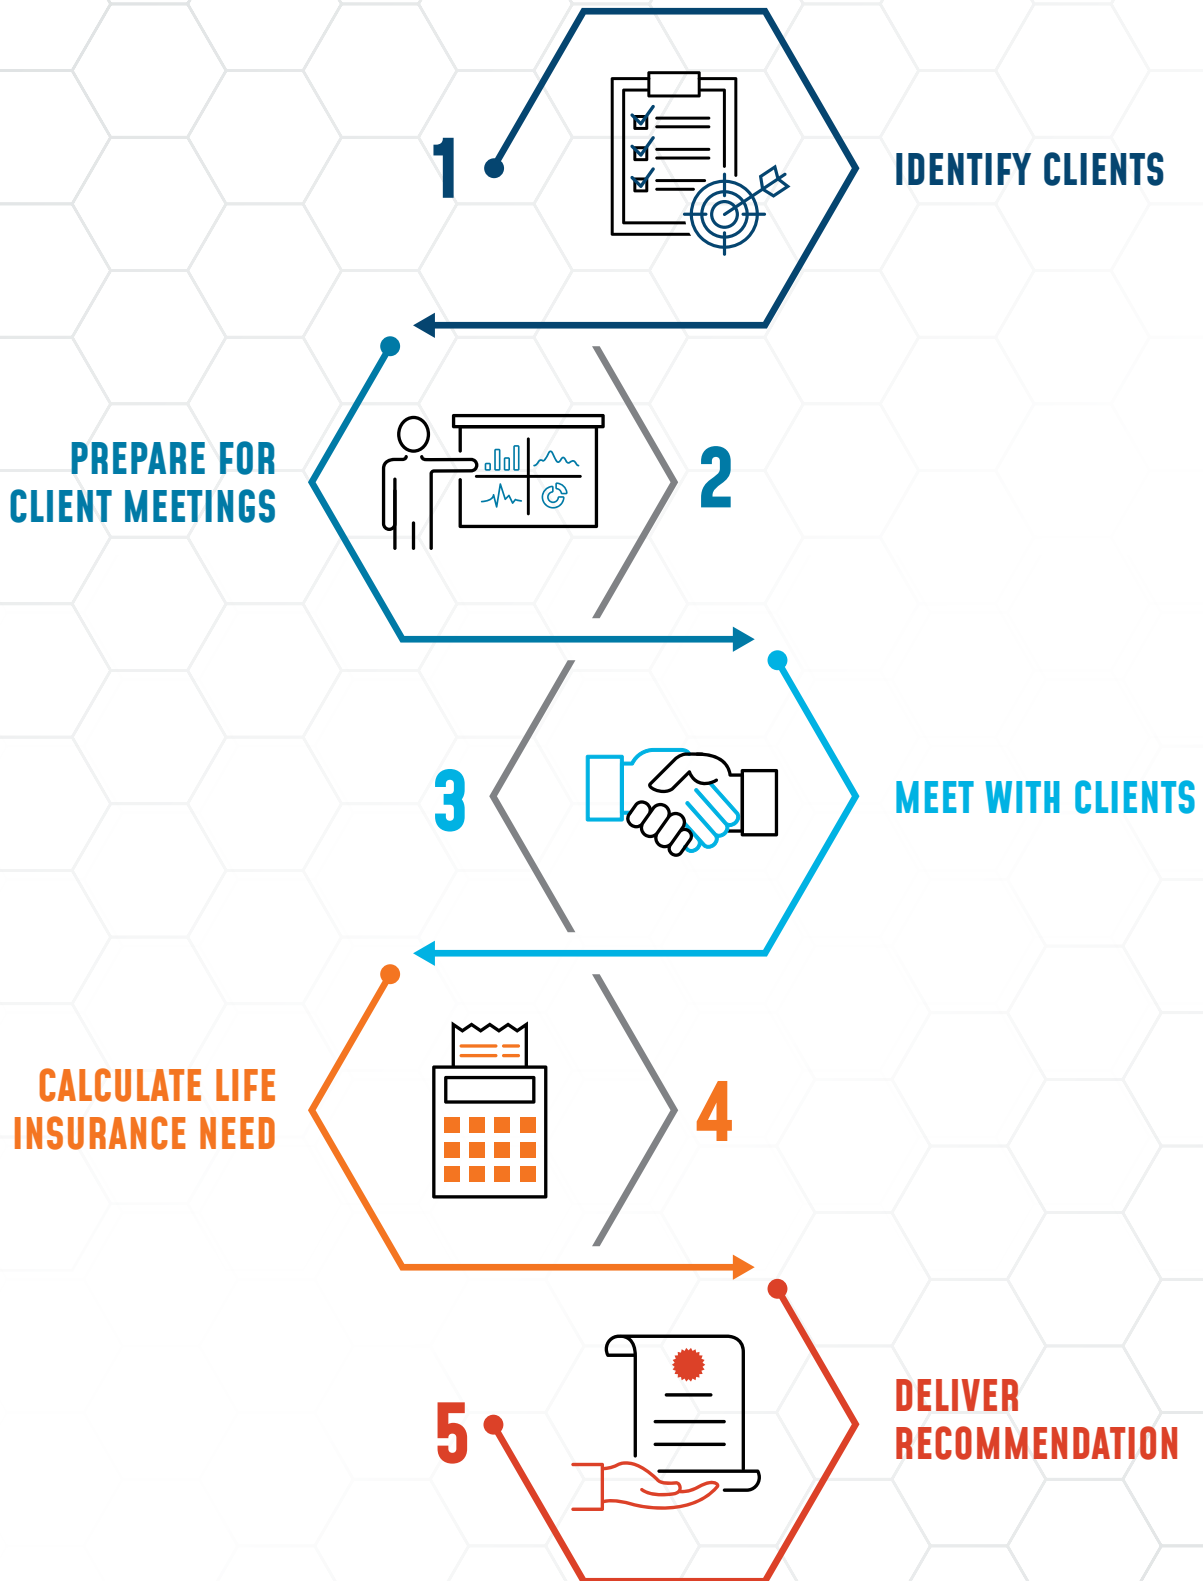 1
IDENTIFY CLIENTS
PREPARE FOR
CLIENT MEETINGS
2
3
MEET WITH CLIENTS
CALCULATE LIFE
INSURANCE NEED
4
5
DELIVER
RECOMMENDATION